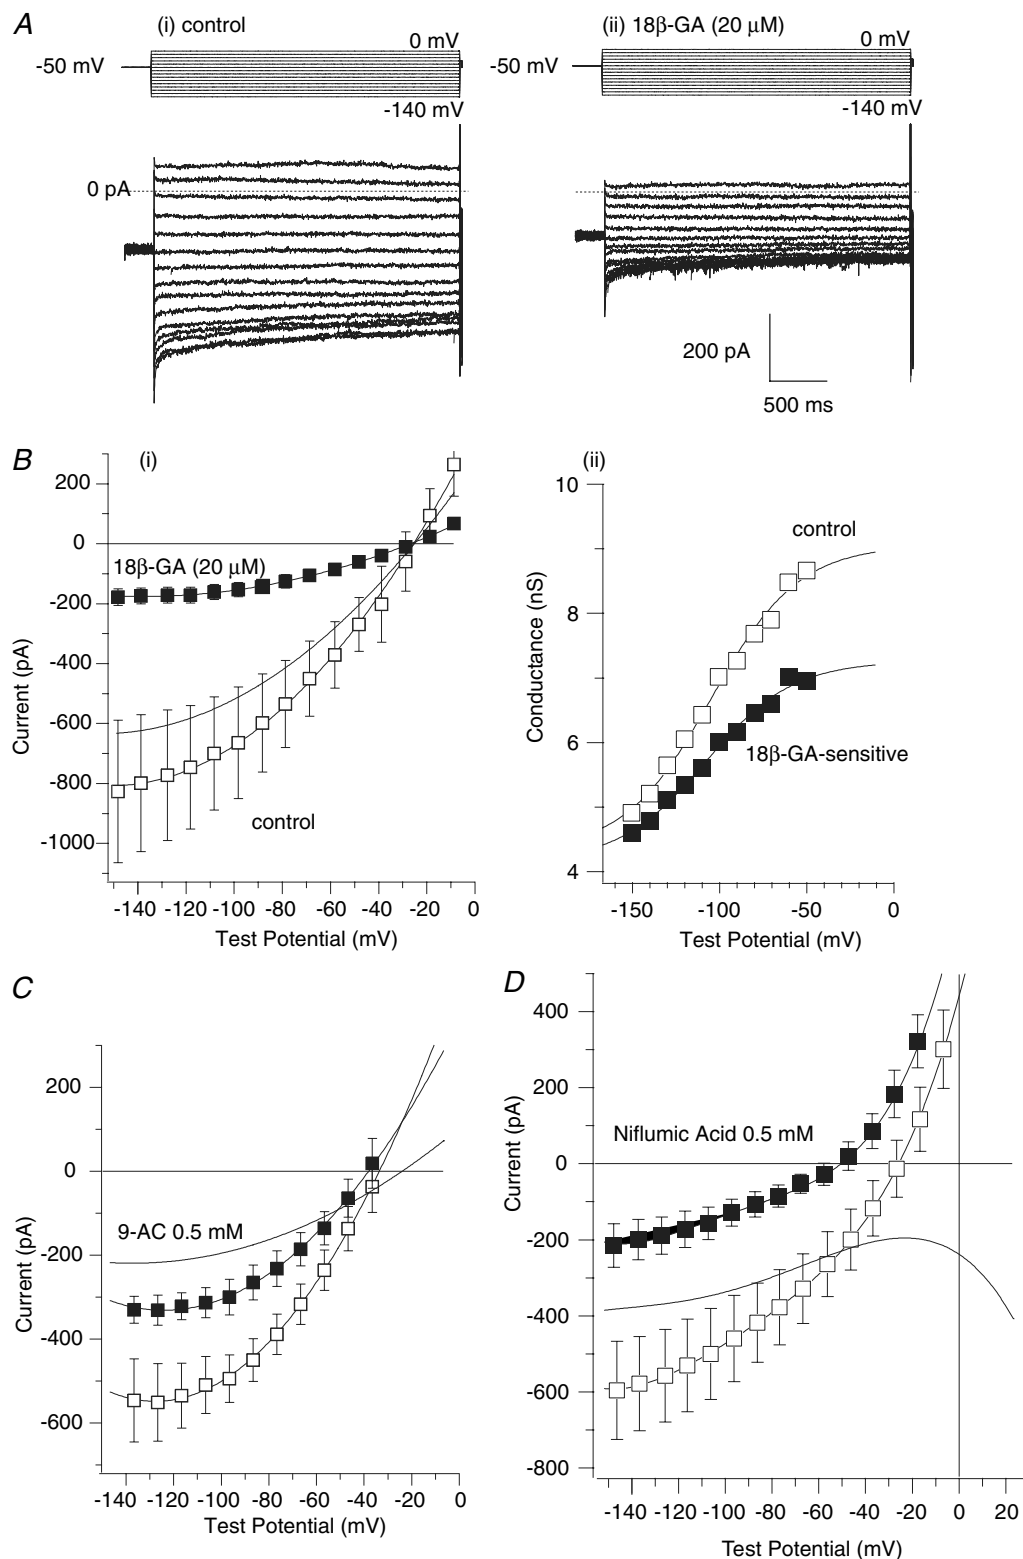 A
(i) control
0 mV
-50 mV
-140 mV
0 pA
(ii) 18β-GA (20 μM)
0 mV
-50 mV
-140 mV
200 pA
500 ms
B
(i)
200
0
-200
-400
-600
-800
-1000
Current (pA)
18β-GA (20 μM)
control
-140 -120 -100 -80 -60 -40 -20 0
Test Potential (mV)
(ii)
10
8
6
4
Conductance (nS)
control
18β-GA-sensitive
-150 -100 -50 0
Test Potential (mV)
C
200
0
-200
-400
-600
Current (pA)
9-AC 0.5 mM
-140 -120 -100 -80 -60 -40 -20 0
Test Potential (mV)
D
400
200
0
-200
-400
-600
-800
Current (pA)
Niflumic Acid 0.5 mM
-140 -120 -100 -80 -60 -40 -20 0 20
Test Potential (mV)